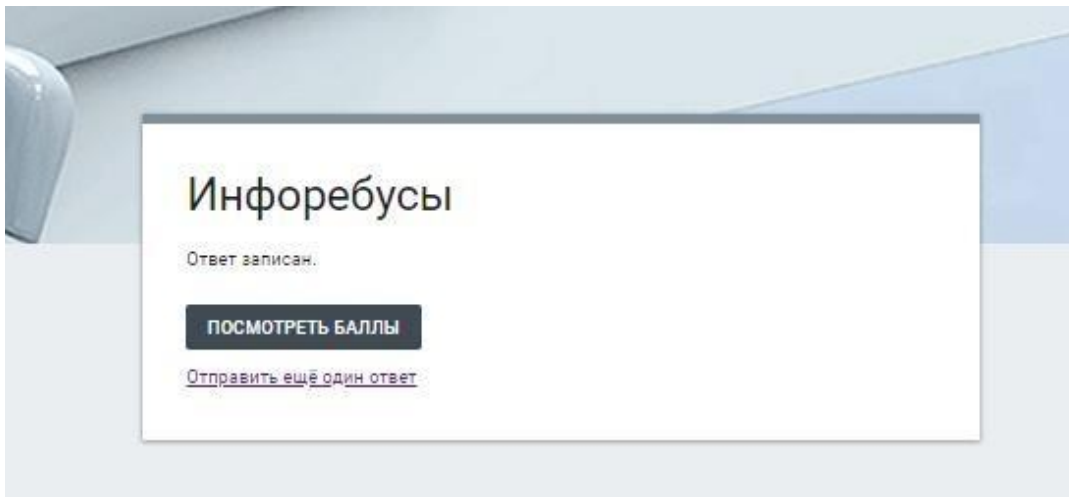 Инфоребусы
Ответ записан.
ПОСМОТРЕТЬ БАЛЛЫ
Отправить ещё один ответ